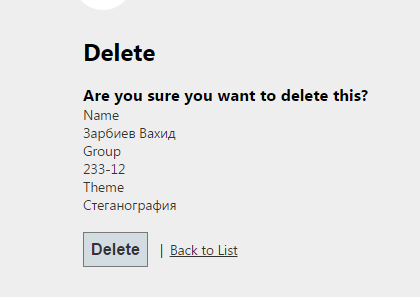 Delete
Are you sure you want to delete this?
Name
Зарбиев Вахид
Group
233-12
Theme
Стеганография
Delete | Back to List